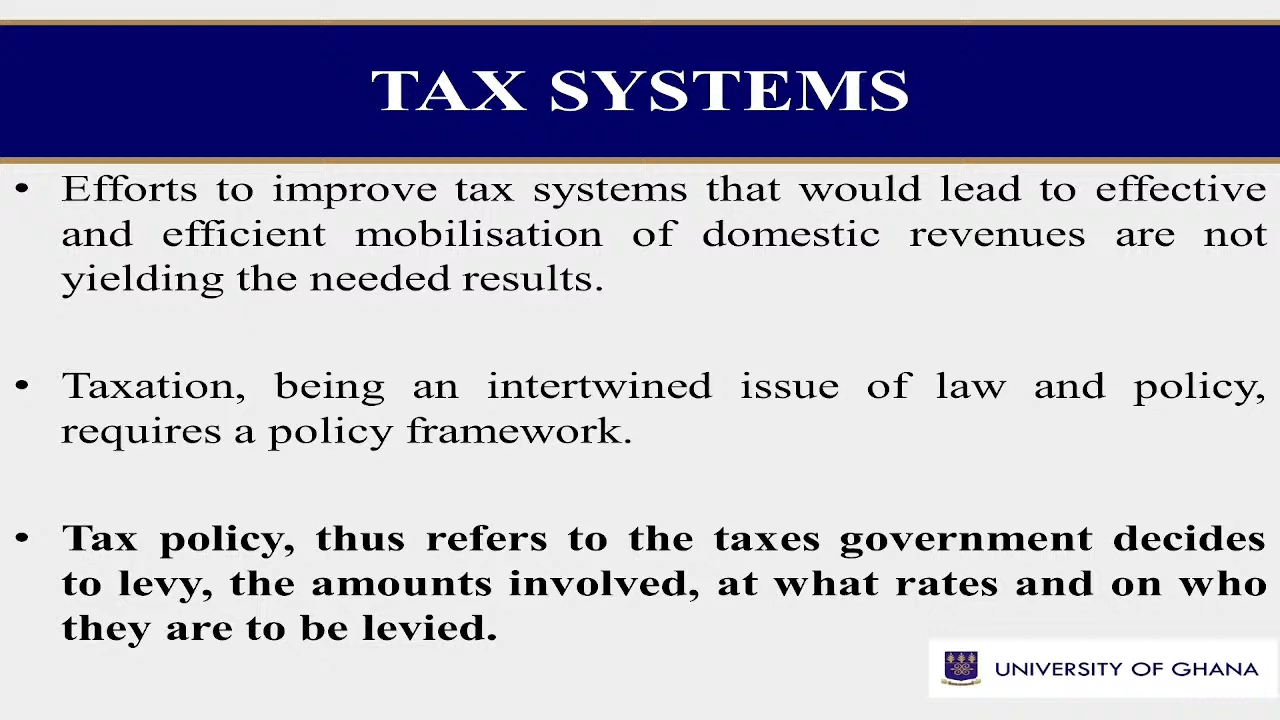 TAX SYSTEMS
• Efforts to improve tax systems that would lead to effective
and efficient mobilisation of domestic revenues are not
yielding the needed results.
• Taxation, being an intertwined issue of law and policy,
requires a policy framework.
• Tax policy, thus refers to the taxes government decides
to levy, the amounts involved, at what rates and on who
they are to be levied.
UNIVERSITY OF GHANA